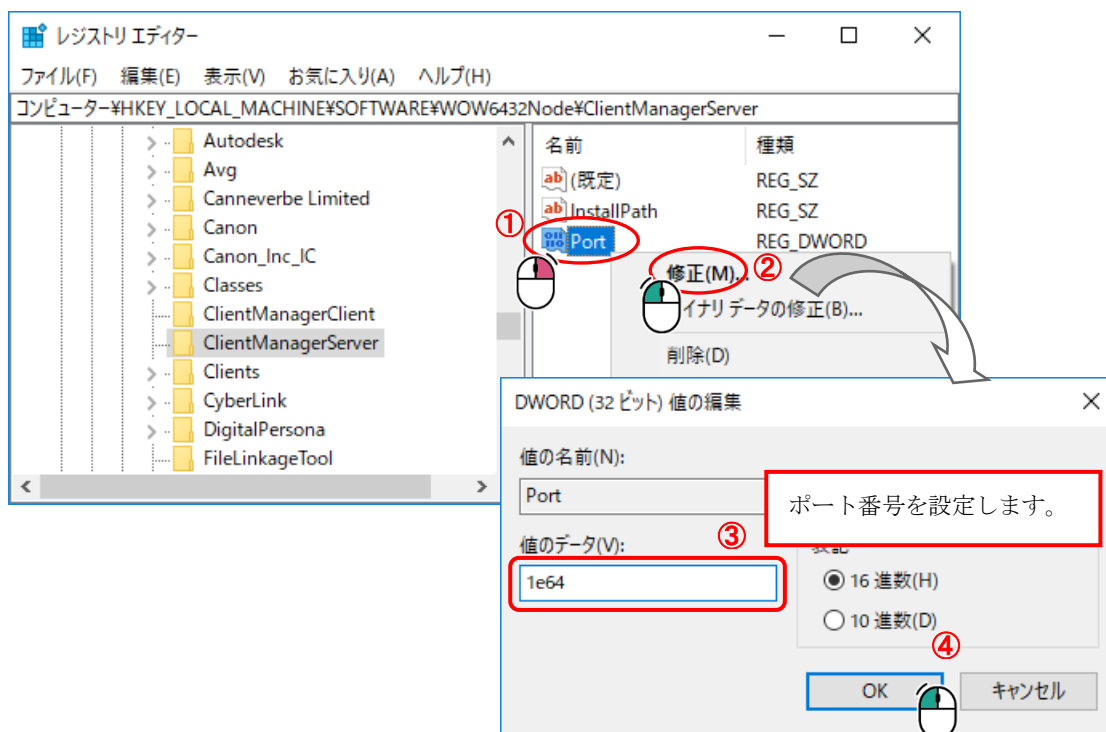 レジストリ エディター
ファイル(F) 編集(E) 表示(V) お気に入り(A) ヘルプ(H)
コンピューター¥HKEY_LOCAL_MACHINE¥SOFTWARE¥WOW6432Node¥ClientManagerServer
Autodesk
Avg
Canneverbe Limited
Canon
Canon_Inc_IC
Classes
ClientManagerClient
ClientManagerServer
Clients
CyberLink
DigitalPersona
FileLinkageTool
名前 種類
ab (既定) REG_SZ
ab InstallPath REG_SZ
① Port REG_DWORD
修正(M)... ②
イナリ データの修正(B)...
削除(D)
DWORD (32 ビット) 値の編集
値の名前(N):
Port
ポート番号を設定します。
値のデータ(V): ③
表記
1e64
16 進数(H)
10 進数(D)
④
OK キャンセル